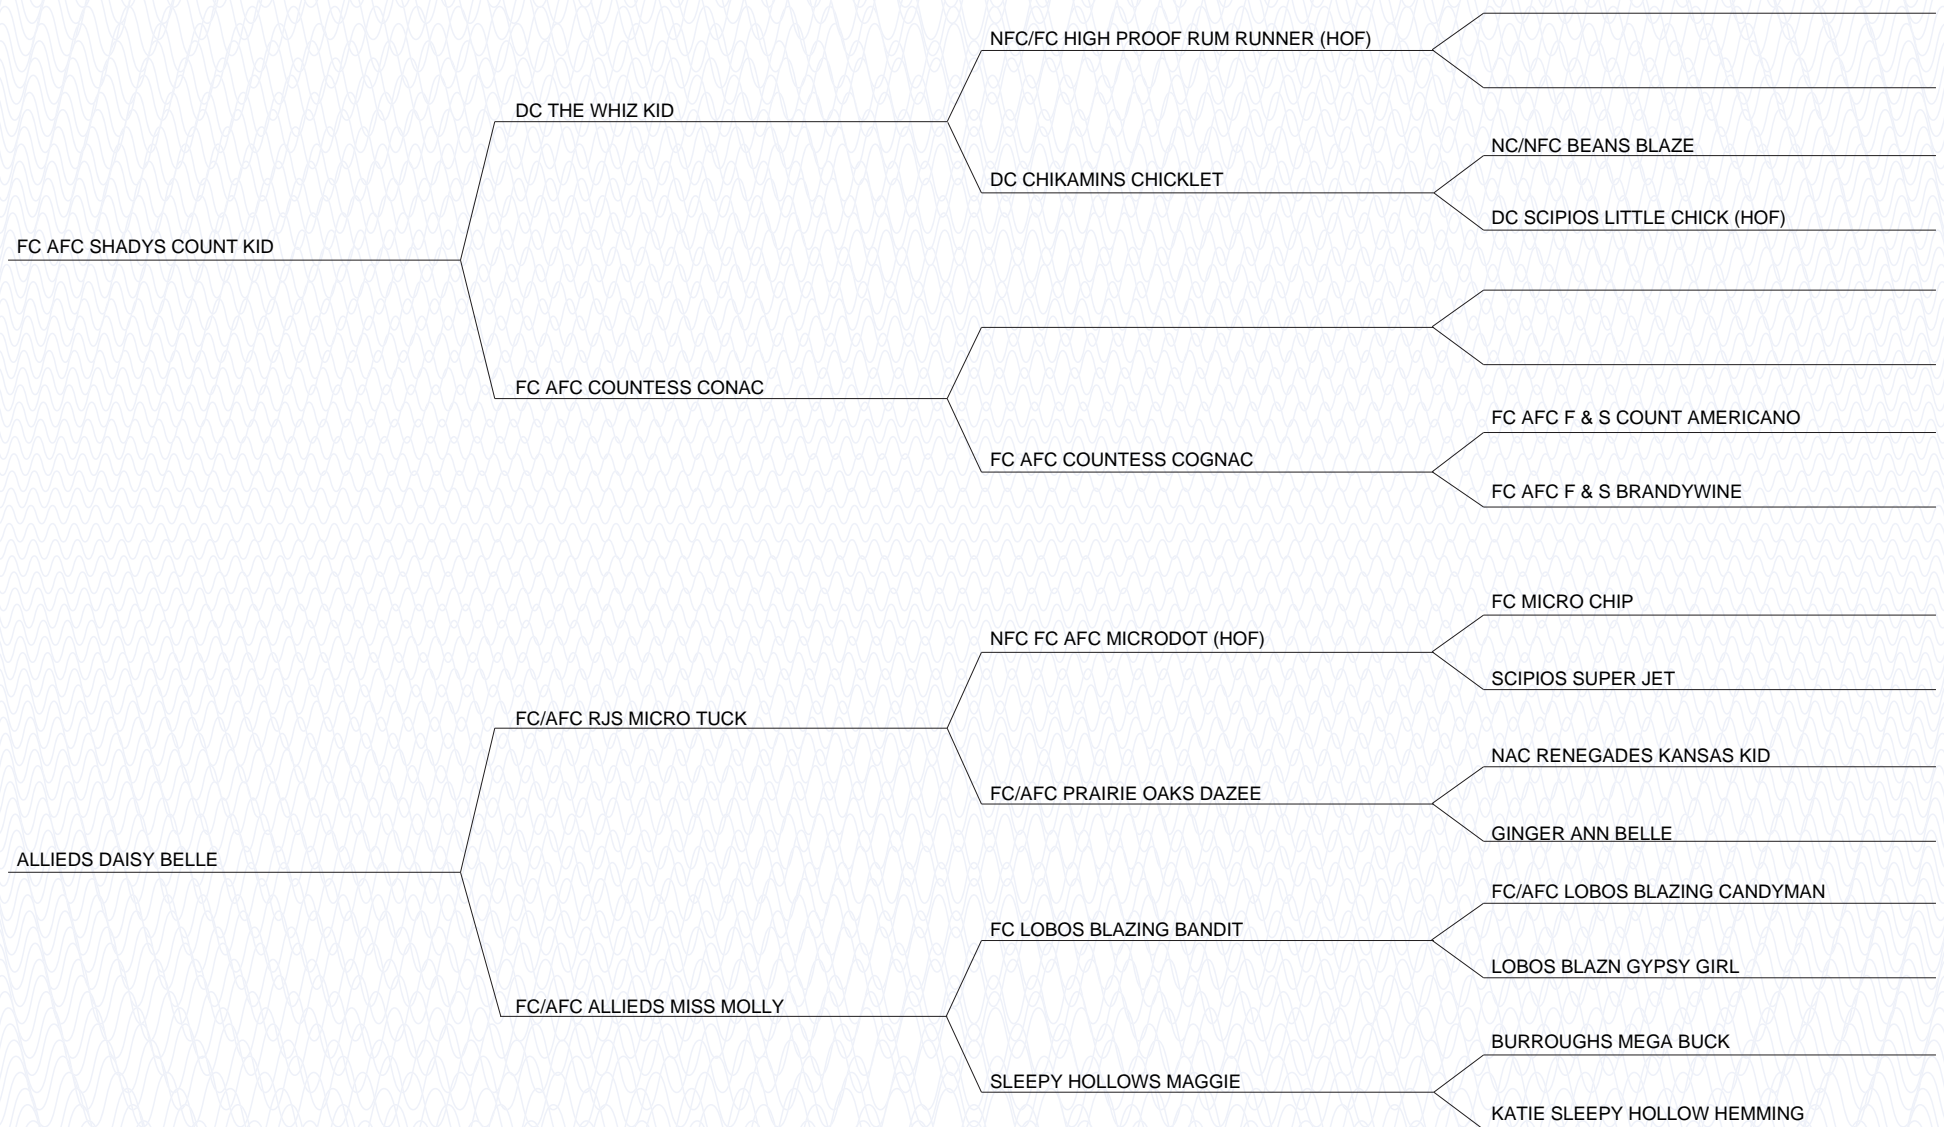 NFC/FC HIGH PROOF RUM RUNNER (HOF)
DC THE WHIZ KID
NC/NFC BEANS BLAZE
DC CHIKAMINS CHICKLET
DC SCIPIOS LITTLE CHICK (HOF)
FC AFC SHADYS COUNT KID
FC AFC COUNTESS CONAC
FC AFC F & S COUNT AMERICANO
FC AFC COUNTESS COGNAC
FC AFC F & S BRANDYWINE
FC MICRO CHIP
NFC FC AFC MICRODOT (HOF)
SCIPIOS SUPER JET
FC/AFC RJS MICRO TUCK
NAC RENEGADES KANSAS KID
FC/AFC PRAIRIE OAKS DAZEE
GINGER ANN BELLE
ALLIEDS DAISY BELLE
FC/AFC LOBOS BLAZING CANDYMAN
FC LOBOS BLAZING BANDIT
LOBOS BLAZN GYPSY GIRL
FC/AFC ALLIEDS MISS MOLLY
BURROUGHS MEGA BUCK
SLEEPY HOLLOWS MAGGIE
KATIE SLEEPY HOLLOW HEMMING